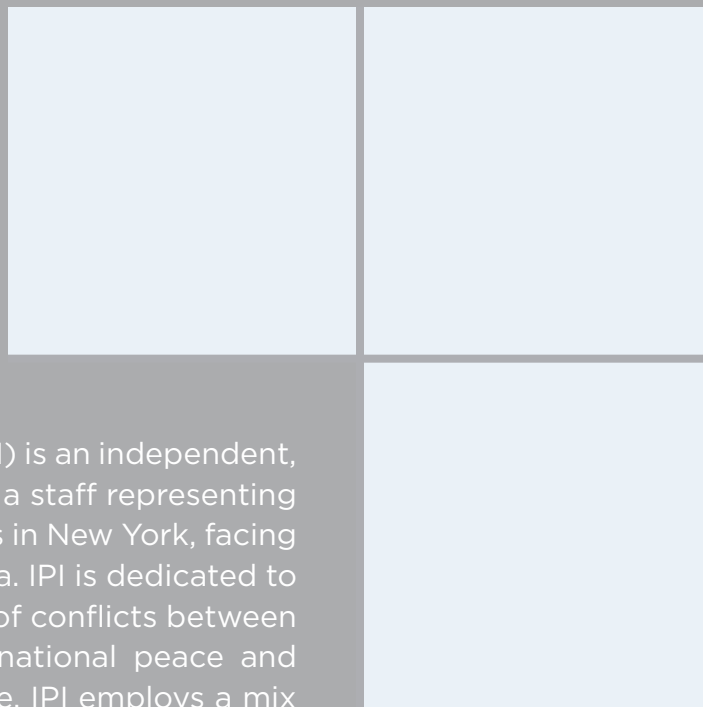 ) is an independent,
a staff representing
in New York, facing
a. IPI is dedicated to
of conflicts between
national peace and
e. IPI employs a mix